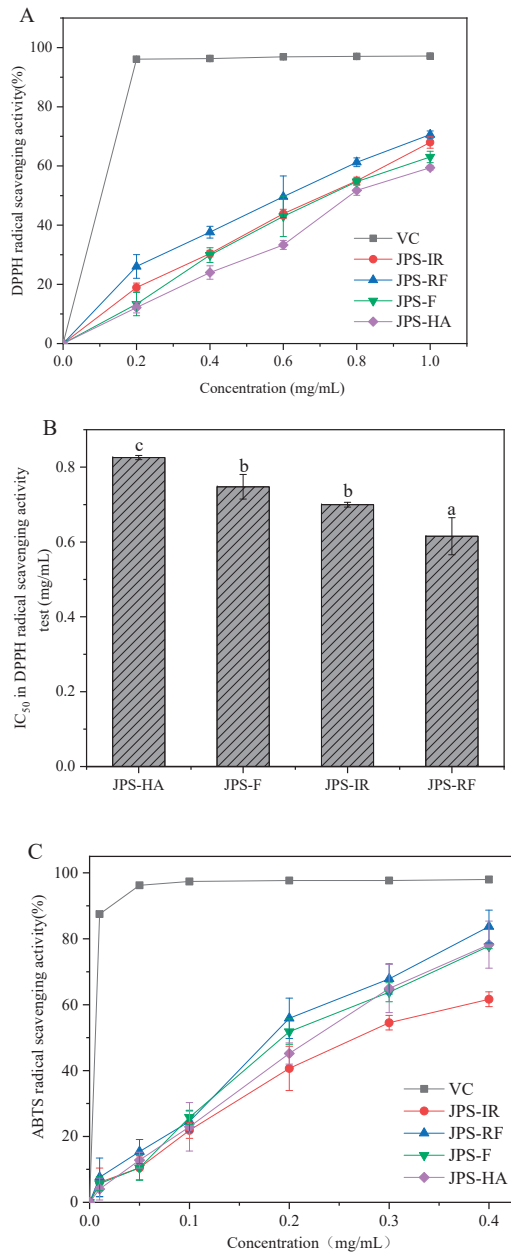 A
DPPH radical scavenging activity(%)
100
80
60
40
20
0
VC
JPS-IR
JPS-RF
JPS-F
JPS-HA
0.0 0.2 0.4 0.6 0.8 1.0
Concentration (mg/mL)
B
IC50 in DPPH radical scavenging activity
test (mg/mL)
0.8
0.6
0.4
0.2
0.0
c
b
b
a
JPS-HA JPS-F JPS-IR JPS-RF
C
ABTS radical scavenging activity(%)
100
80
60
40
20
0
VC
JPS-IR
JPS-RF
JPS-F
JPS-HA
0.0 0.1 0.2 0.3 0.4
Concentration（mg/mL）